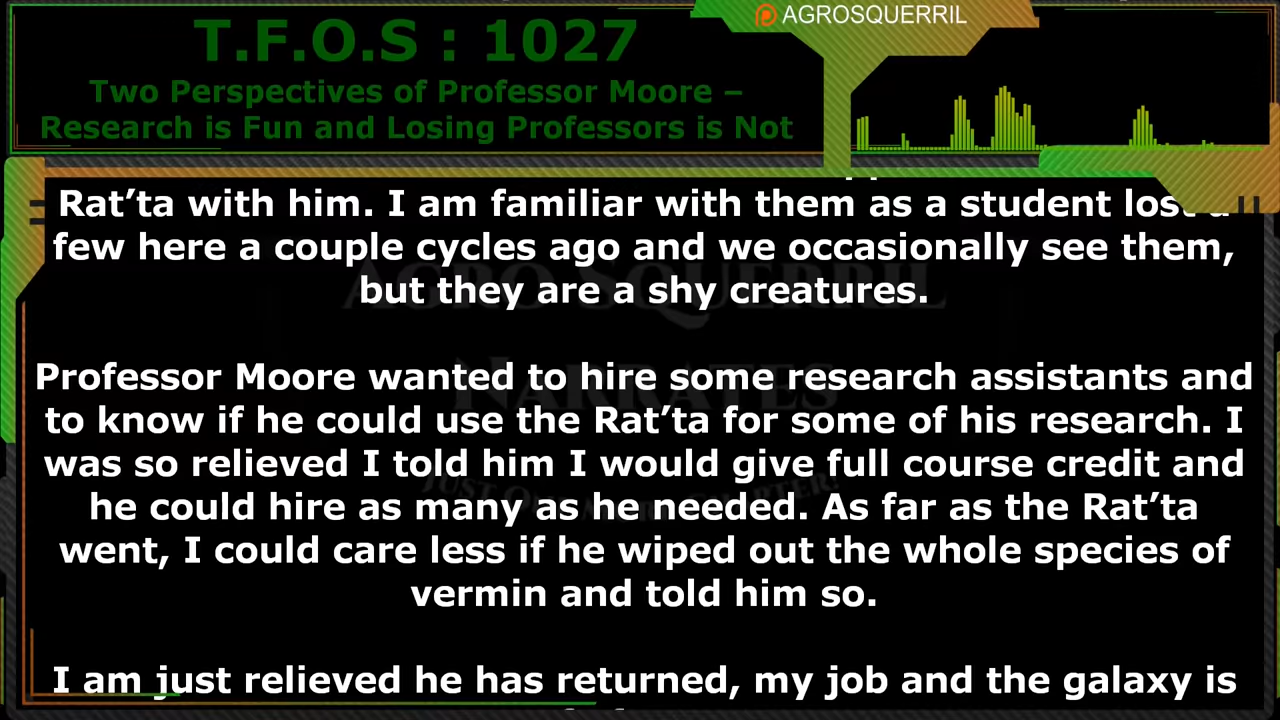 AGROSQUERRIL
T.F.O.S : 1027
Two Perspectives of Professor Moore –
Research is Fun and Losing Professors is Not
Rat’ta with him. I am familiar with them as a student lost a
few here a couple cycles ago and we occasionally see them,
but they are a shy creatures.
AGRO SQUERRIL
NARRATES
Professor Moore wanted to hire some research assistants and
to know if he could use the Rat’ta for some of his research. I
was so relieved I told him I would give full course credit and
he could hire as many as he needed. As far as the Rat’ta
went, I could care less if he wiped out the whole species of
vermin and told him so.
I am just relieved he has returned, my job and the galaxy is